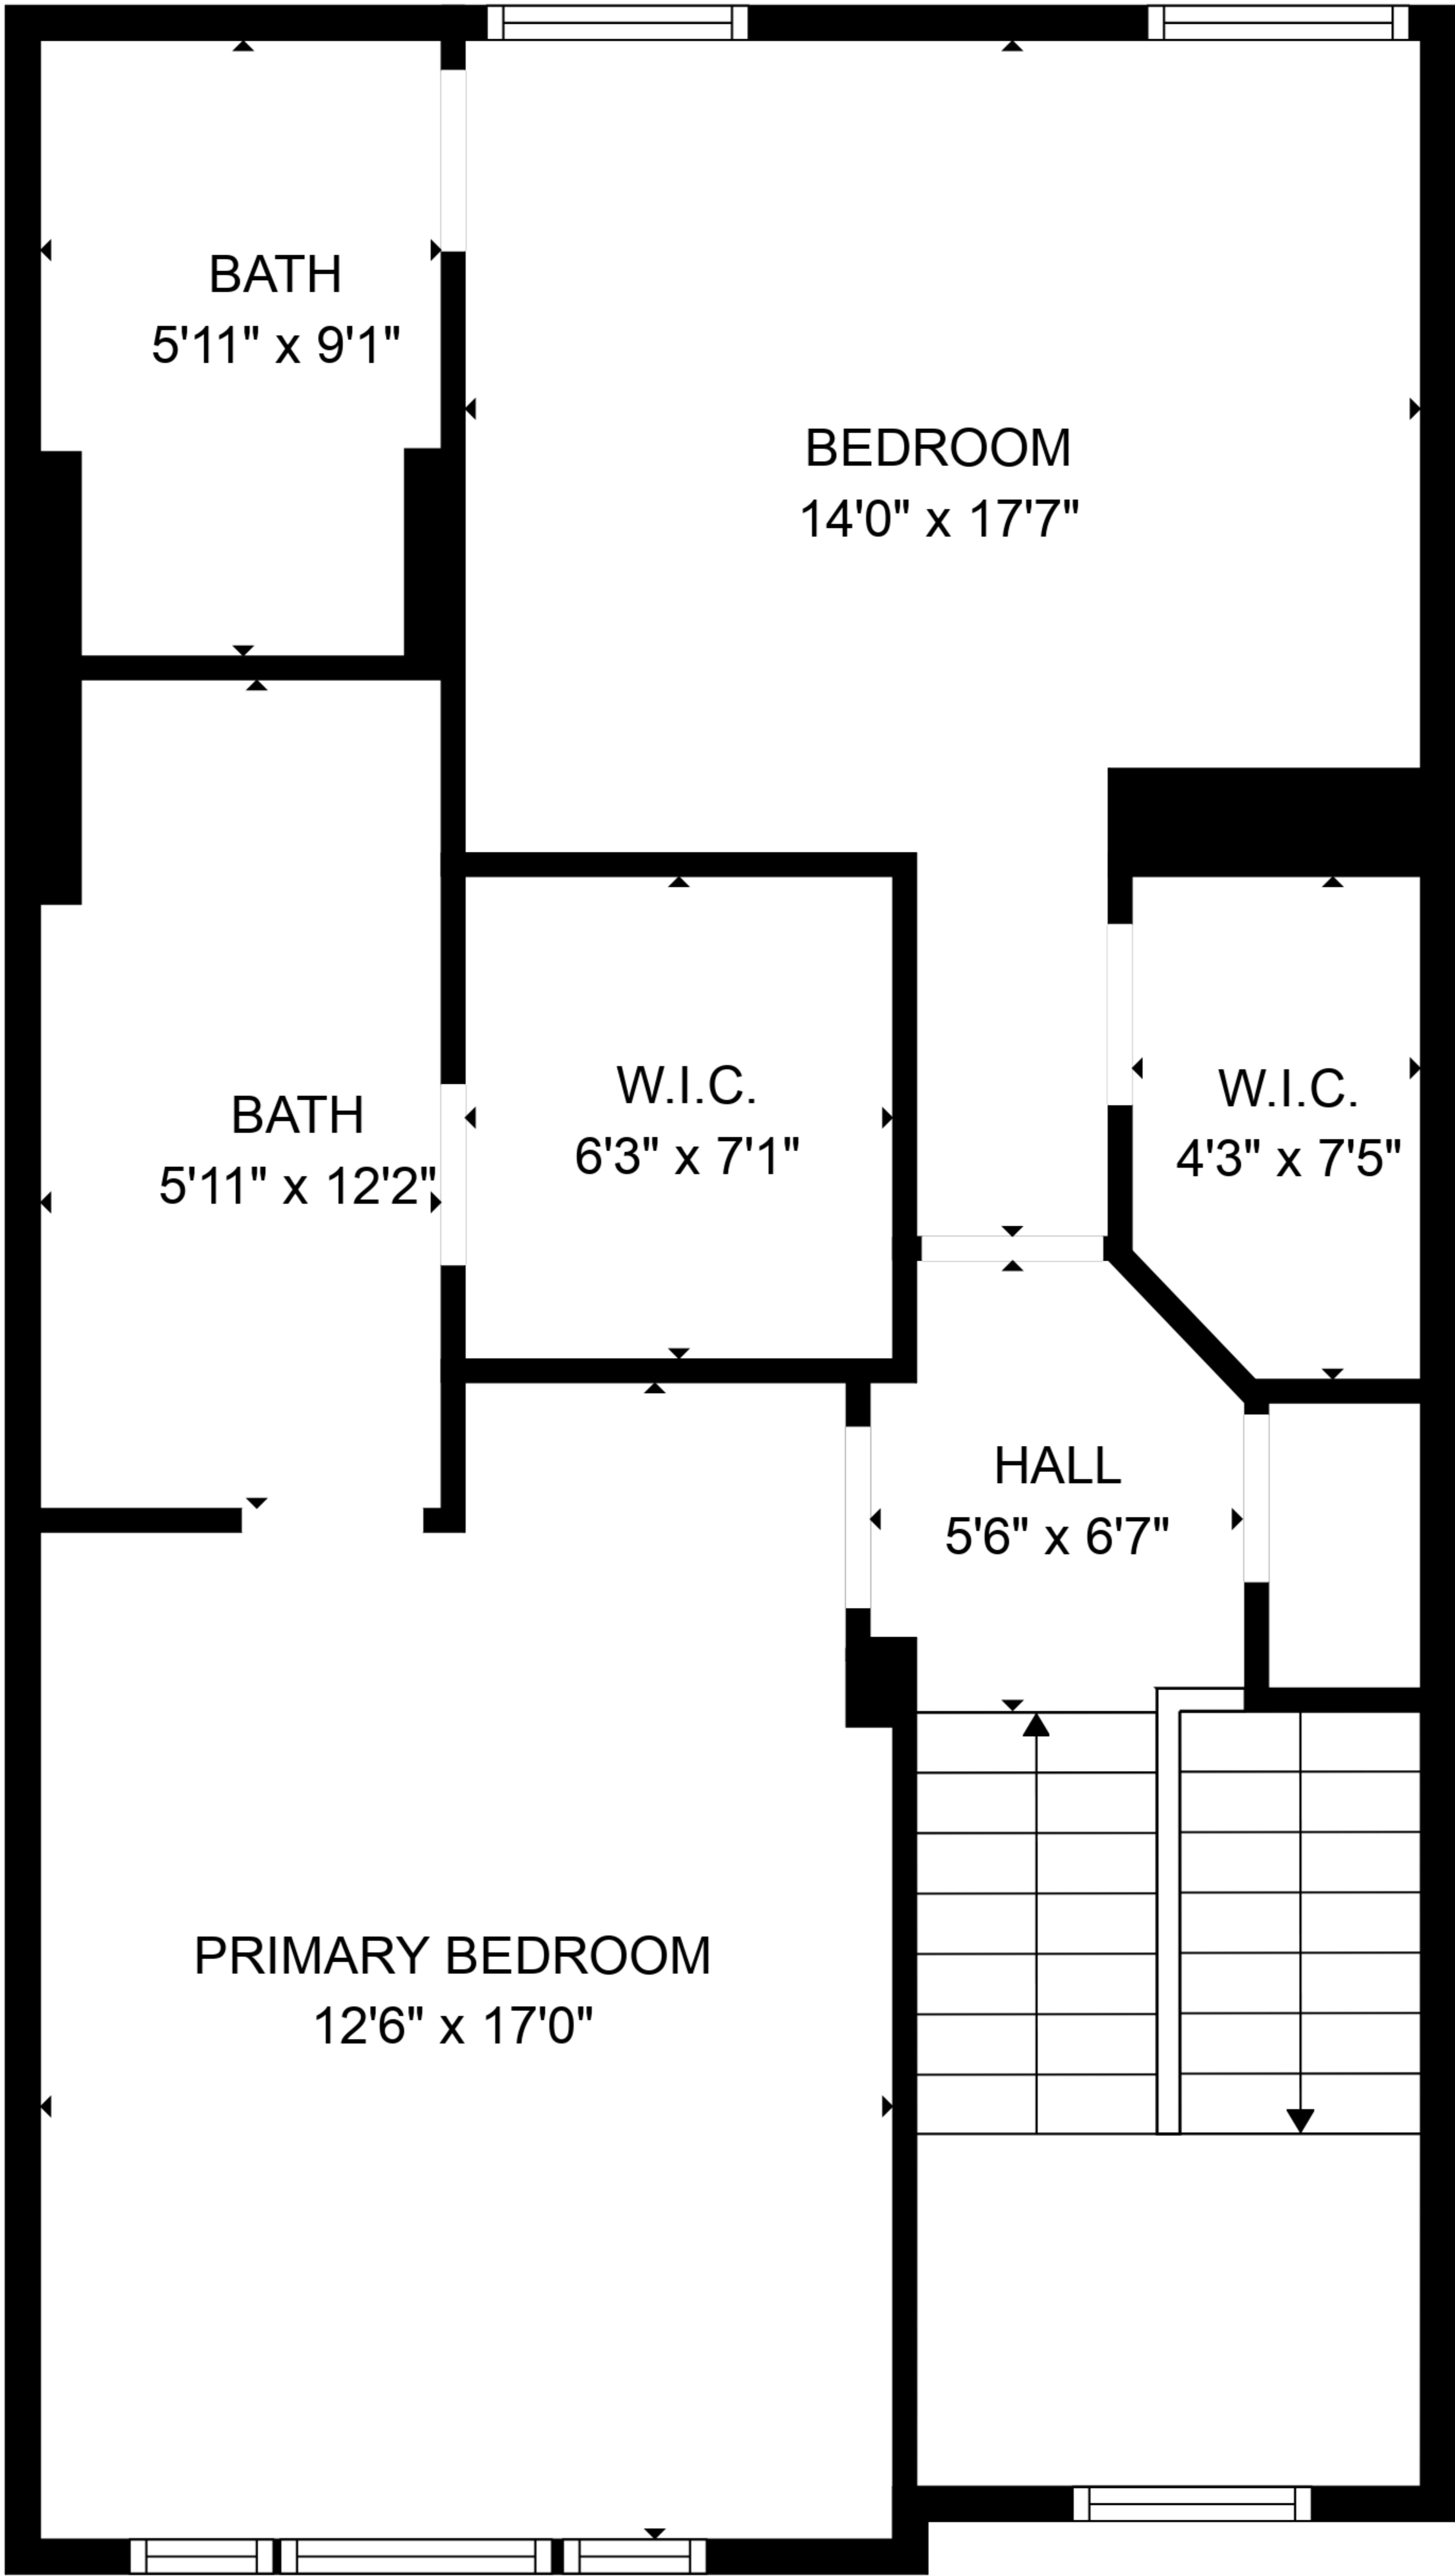 BATH
5'11" x 9'1"
BEDROOM
14'0" x 17'7"
BATH
5'11" x 12'2"
W.I.C.
6'3" x 7'1"
W.I.C.
4'3" x 7'5"
HALL
5'6" x 6'7"
PRIMARY BEDROOM
12'6" x 17'0"